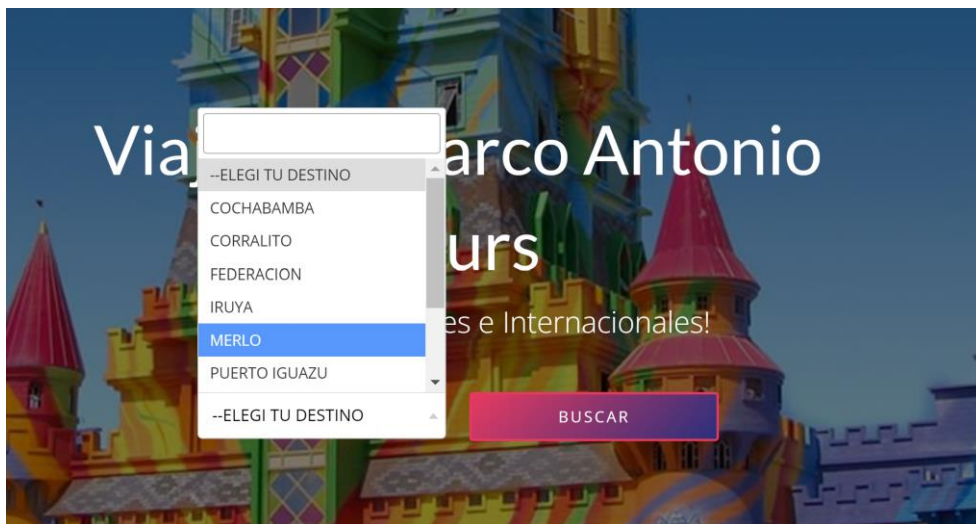 Via arco Antonio
--ELEGI TU DESTINO
COCHABAMBA
CORRALITO
urs
FEDERACION
IRUYA
es e Internacionales!
MERLO
PUERTO IGUAZU
--ELEGI TU DESTINO
BUSCAR